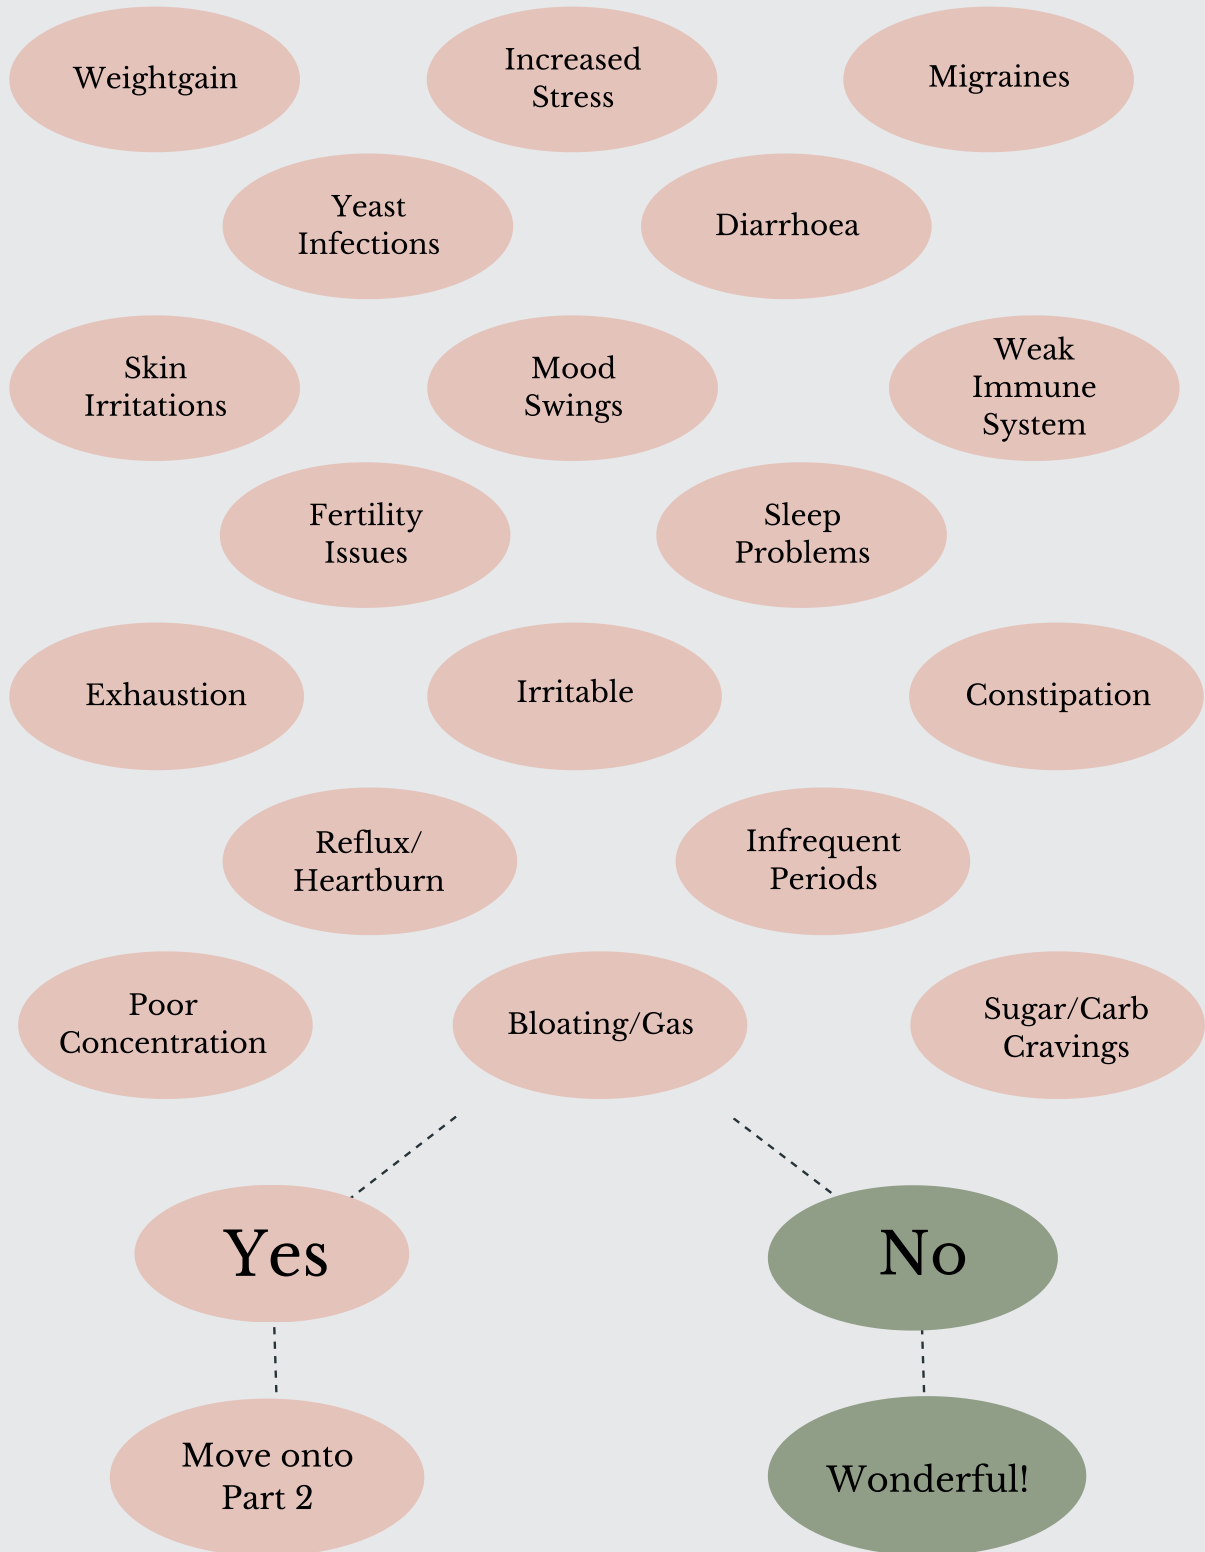 Weightgain
Increased
Stress
Migraines
Yeast
Infections
Diarrhoea
Skin
Irritations
Mood
Swings
Weak
Immune
System
Fertility
Issues
Sleep
Problems
Exhaustion
Irritable
Constipation
Reflux/
Heartburn
Infrequent
Periods
Poor
Concentration
Bloating/Gas
Sugar/Carb
Cravings
Yes
No
Move onto
Part 2
Wonderful!